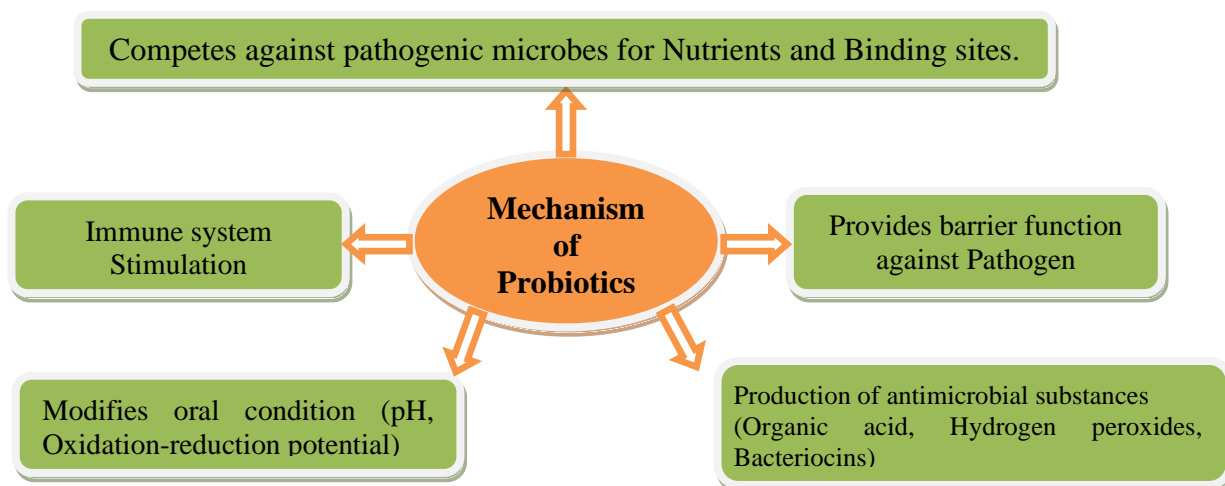 Competes against pathogenic microbes for Nutrients and Binding sites.
Mechanism
of
Probiotics
Immune system
Stimulation
Provides barrier function
against Pathogen
Modifies oral condition (pH,
Oxidation-reduction potential)
Production of antimicrobial substances
(Organic acid, Hydrogen peroxides,
Bacteriocins)